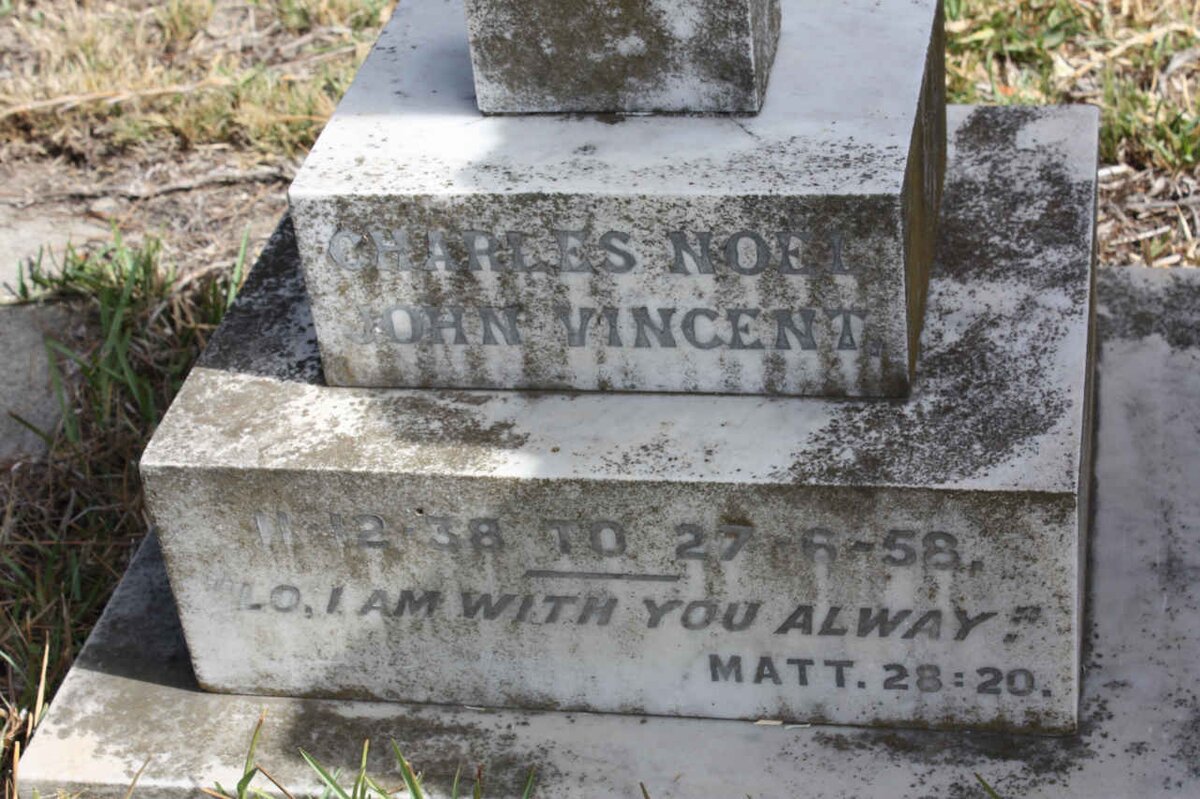 CHARLES NOEL
JOHN VINCENT.
11-12-38 TO 27-6-58.
"LO, I AM WITH YOU ALWAY."
MATT. 28:20.